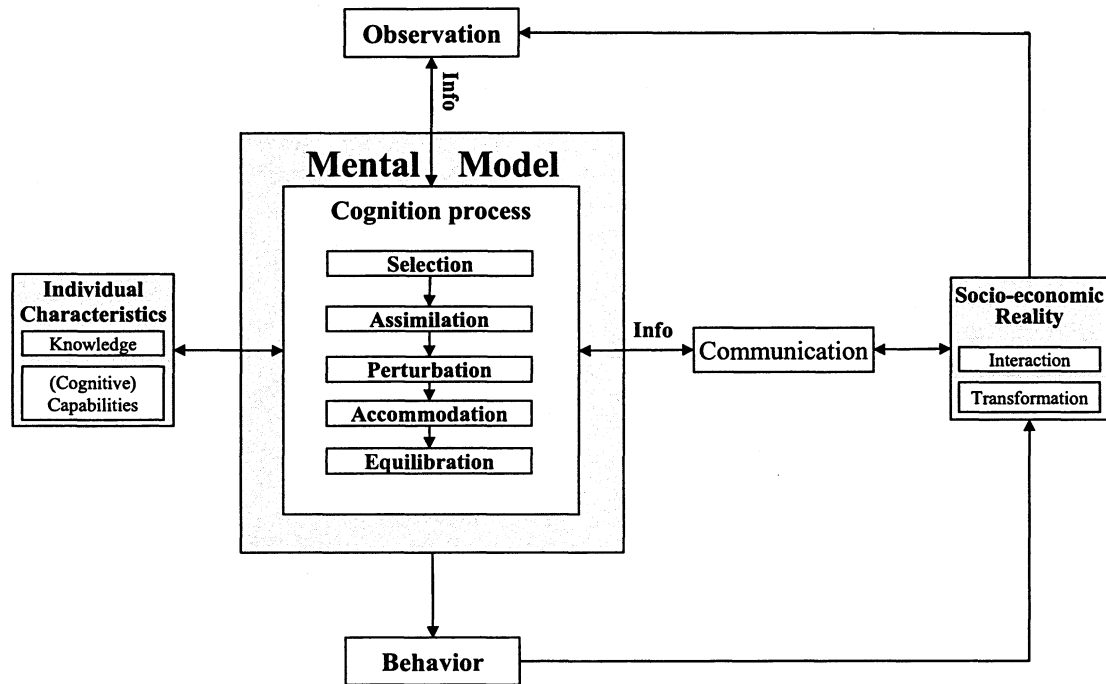 Observation
Info
Mental Model
Cognition process
Selection
Assimilation
Perturbation
Accommodation
Equilibration
Individual
Characteristics
Knowledge
(Cognitive)
Capabilities
Info
Communication
Socio-economic
Reality
Interaction
Transformation
Behavior